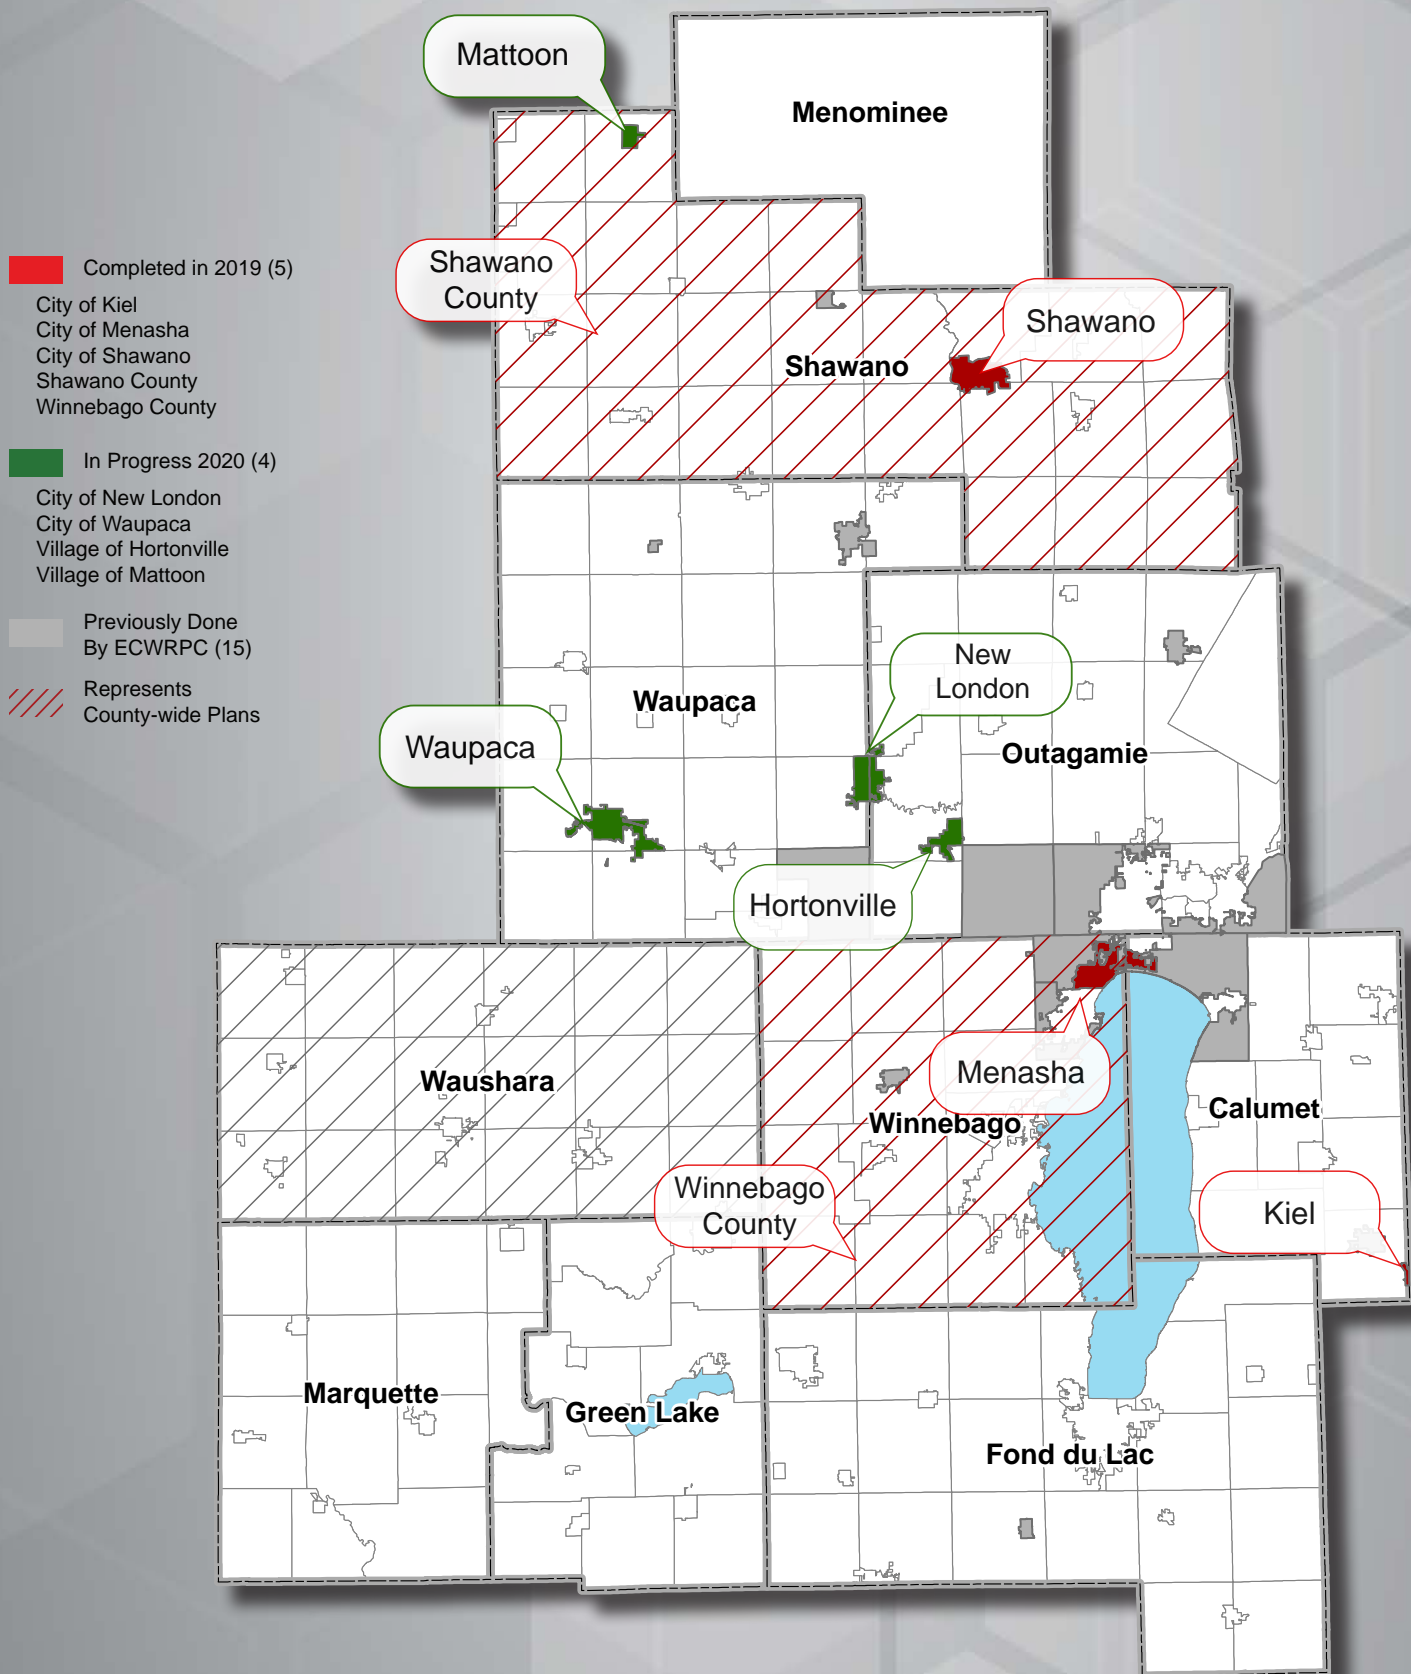 Mattoon
Menominee
Shawano
County
Shawano
Shawano
Completed in 2019 (5)
City of Kiel
City of Menasha
City of Shawano
Shawano County
Winnebago County
In Progress 2020 (4)
City of New London
City of Waupaca
Village of Hortonville
Village of Mattoon
Previously Done
By ECWRPC (15)
Represents
County-wide Plans
New
London
Waupaca
Waupaca
Outagamie
Hortonville
Waushara
Menasha
Winnebago
Calumet
Winnebago
County
Kiel
Marquette
Green Lake
Fond du Lac